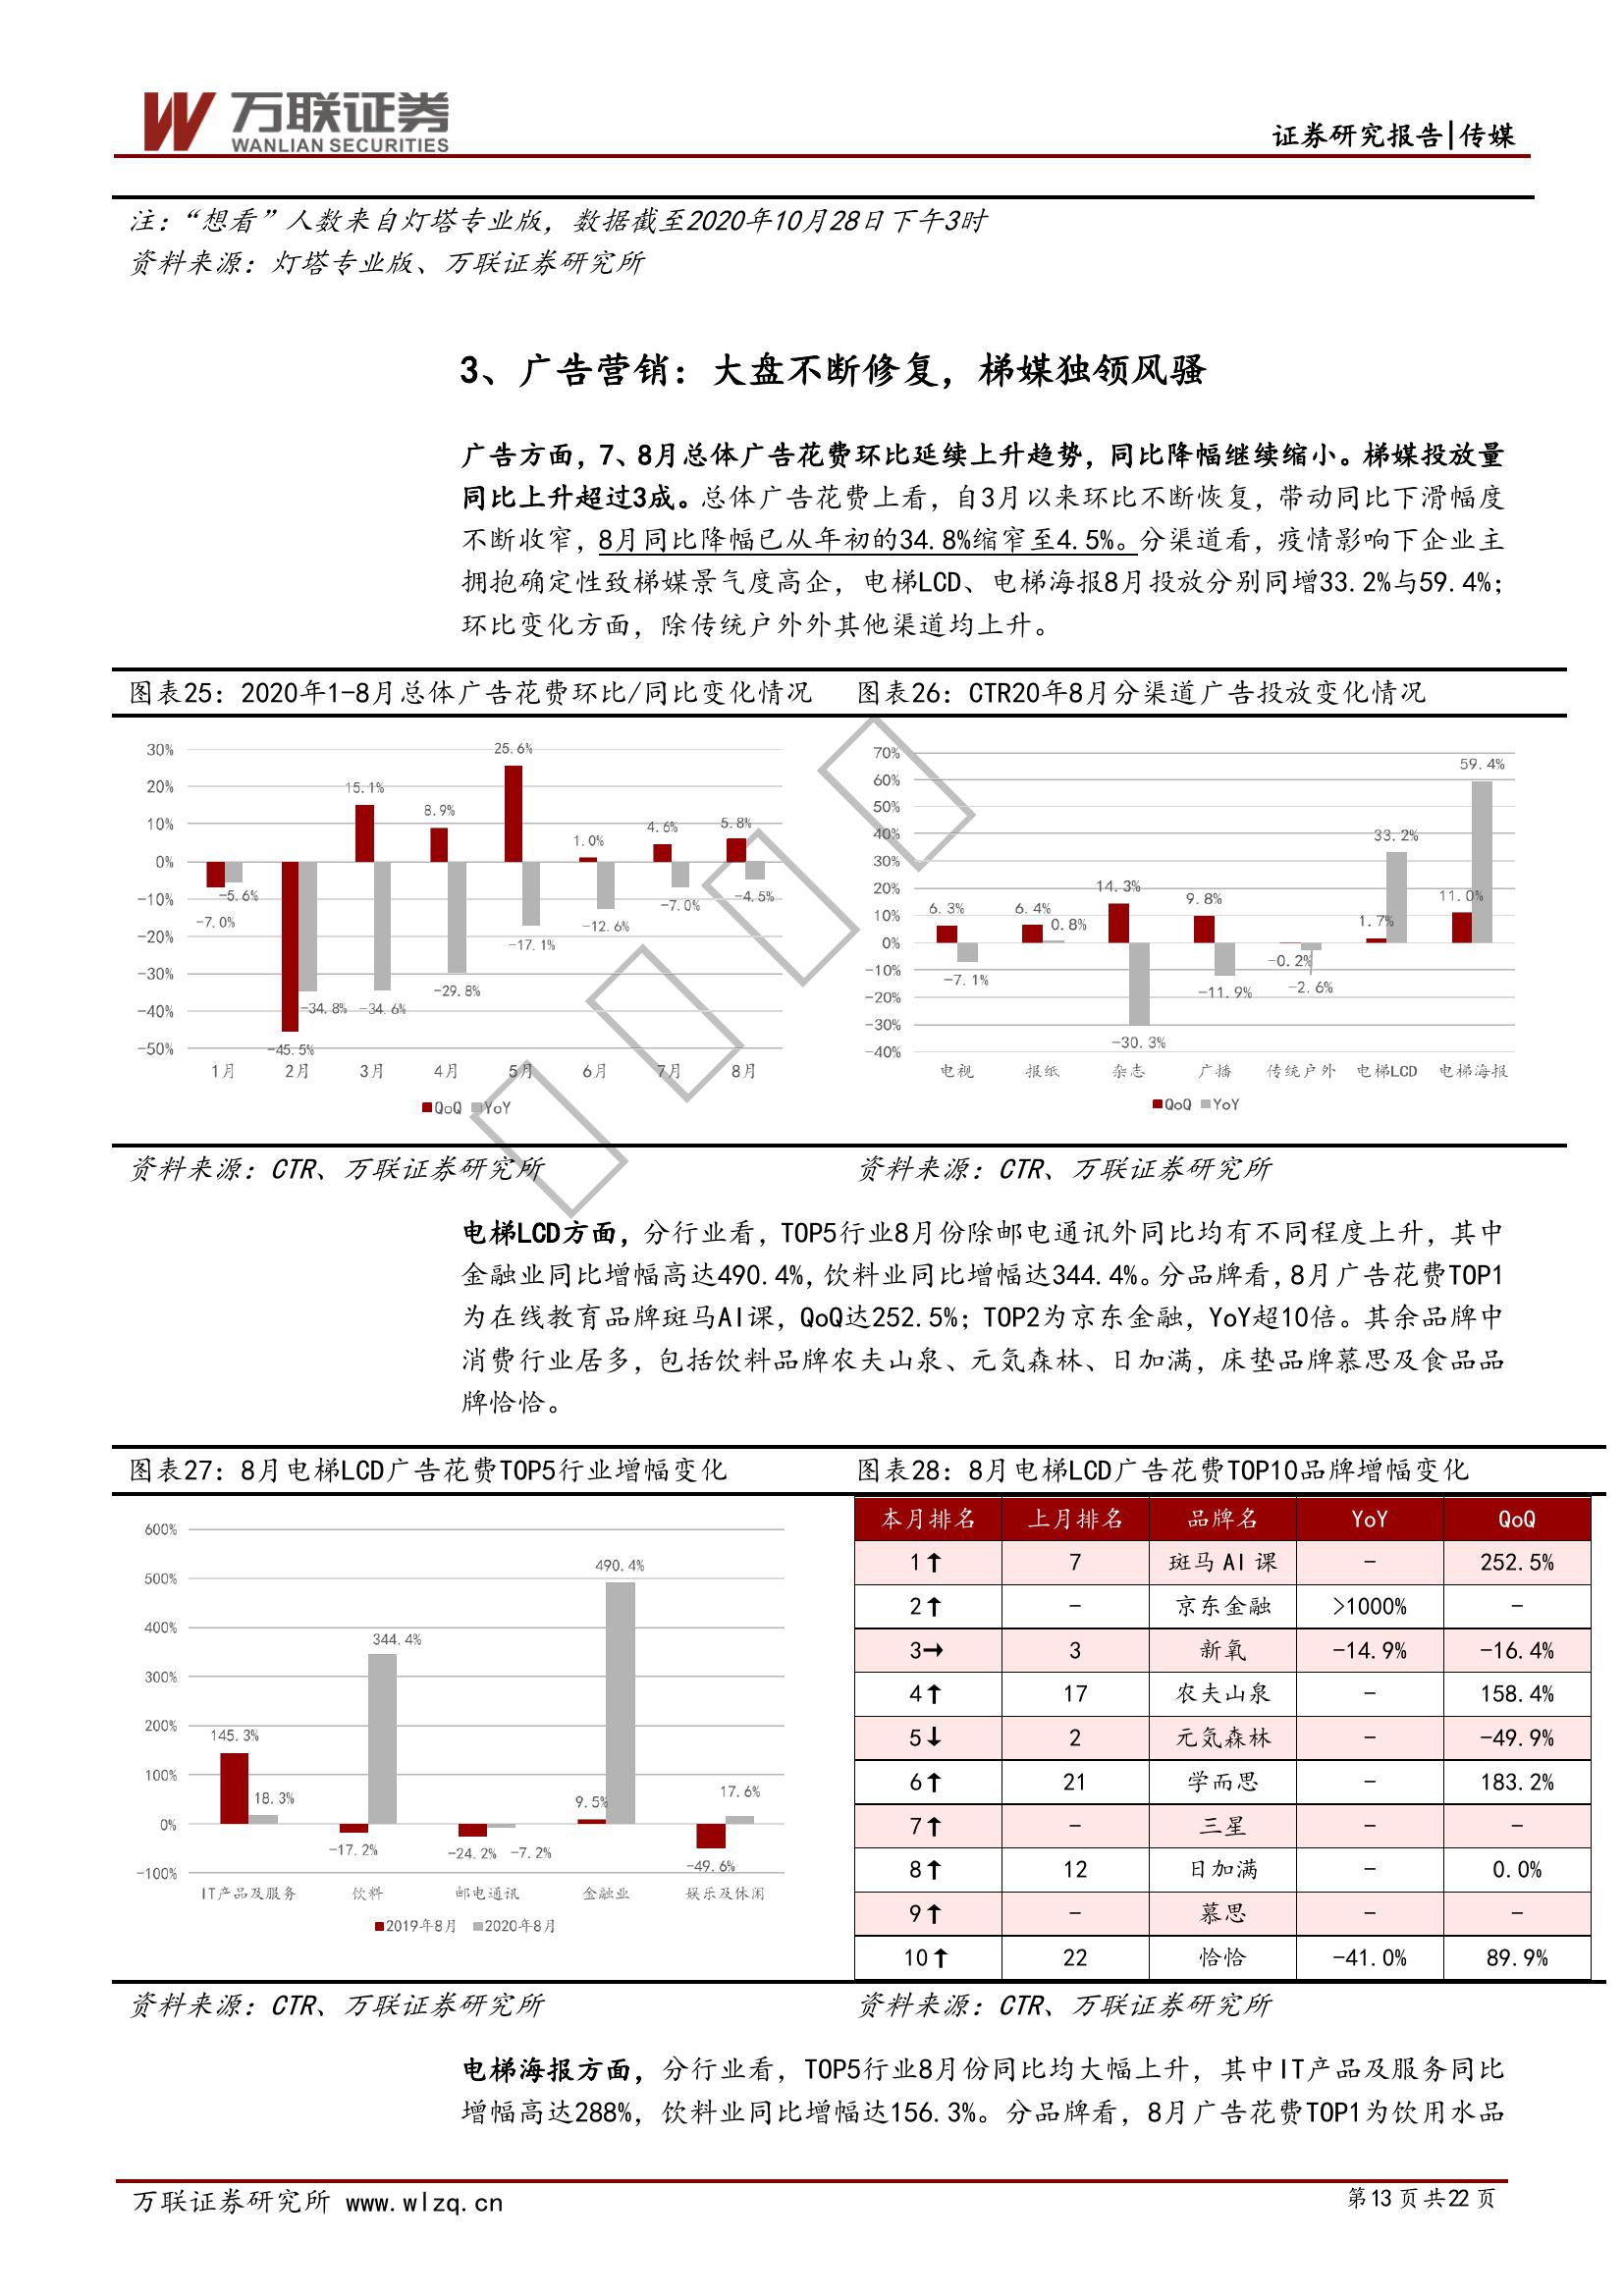 万联证券
WANLIAN SECURITIES
证券研究报告|传媒
注：“想看”人数来自灯塔专业版，数据截至2020年10月28日下午3时
资料来源：灯塔专业版、万联证券研究所
3、广告营销：大盘不断修复，梯媒独领风骚
广告方面，7、8月总体广告花费环比延续上升趋势，同比降幅继续缩小。梯媒投放量
同比上升超过3成。总体广告花费上看，自3月以来环比不断恢复，带动同比下滑幅度
不断收窄，8月同比降幅已从年初的34.8%缩窄至4.5%。分渠道看，疫情影响下企业主
拥抱确定性致梯媒景气度高企，电梯LCD、电梯海报8月投放分别同增33.2%与59.4%；
环比变化方面，除传统户外外其他渠道均上升。
图表25：2020年1-8月总体广告花费环比/同比变化情况
30%
20%
10%
0%
-10%
-20%
-30%
-40%
-50%
-7.0%
-5.6%
-45.5%
-34.8%
15.1%
-34.6%
8.9%
-29.8%
25.6%
-17.1%
1.0%
-12.6%
4.6%
-7.0%
5.8%
-4.5%
1月 2月 3月 4月 5月 6月 7月 8月
QoQ YoY
图表26：CTR20年8月分渠道广告投放变化情况
70%
60%
50%
40%
30%
20%
10%
0%
-10%
-20%
-30%
-40%
6.3%
-7.1%
6.4%
0.8%
14.3%
-30.3%
9.8%
-11.9%
-0.2%
-2.6%
1.7%
33.2%
11.0%
59.4%
电视 报纸 杂志 广播 传统户外 电梯LCD 电梯海报
QoQ YoY
资料来源：CTR、万联证券研究所
资料来源：CTR、万联证券研究所
电梯LCD方面，分行业看，TOP5行业8月份除邮电通讯外同比均有不同程度上升，其中
金融业同比增幅高达490.4%，饮料业同比增幅达344.4%。分品牌看，8月广告花费TOP1
为在线教育品牌斑马AI课，QoQ达252.5%；TOP2为京东金融，YoY超10倍。其余品牌中
消费行业居多，包括饮料品牌农夫山泉、元気森林、日加满，床垫品牌慕思及食品品
牌恰恰。
图表27：8月电梯LCD广告花费TOP5行业增幅变化
600%
500%
400%
300%
200%
100%
0%
-100%
145.3%
18.3%
-17.2%
344.4%
-24.2%
-7.2%
9.5%
490.4%
-49.6%
17.6%
IT产品及服务 饮料 邮电通讯 金融业 娱乐及休闲
2019年8月 2020年8月
图表28：8月电梯LCD广告花费TOP10品牌增幅变化
本月排名 上月排名 品牌名 YoY QoQ
1↑ 7 斑马 AI 课 - 252.5%
2↑ - 京东金融 >1000% -
3→ 3 新氧 -14.9% -16.4%
4↑ 17 农夫山泉 - 158.4%
5↓ 2 元気森林 - -49.9%
6↑ 21 学而思 - 183.2%
7↑ - 三星 - -
8↑ 12 日加满 - 0.0%
9↑ - 慕思 - -
10↑ 22 恰恰 -41.0% 89.9%
资料来源：CTR、万联证券研究所
资料来源：CTR、万联证券研究所
电梯海报方面，分行业看，TOP5行业8月份同比均大幅上升，其中IT产品及服务同比
增幅高达288%，饮料业同比增幅达156.3%。分品牌看，8月广告花费TOP1为饮用水品
万联证券研究所 www.wlzq.cn
第13页共22页